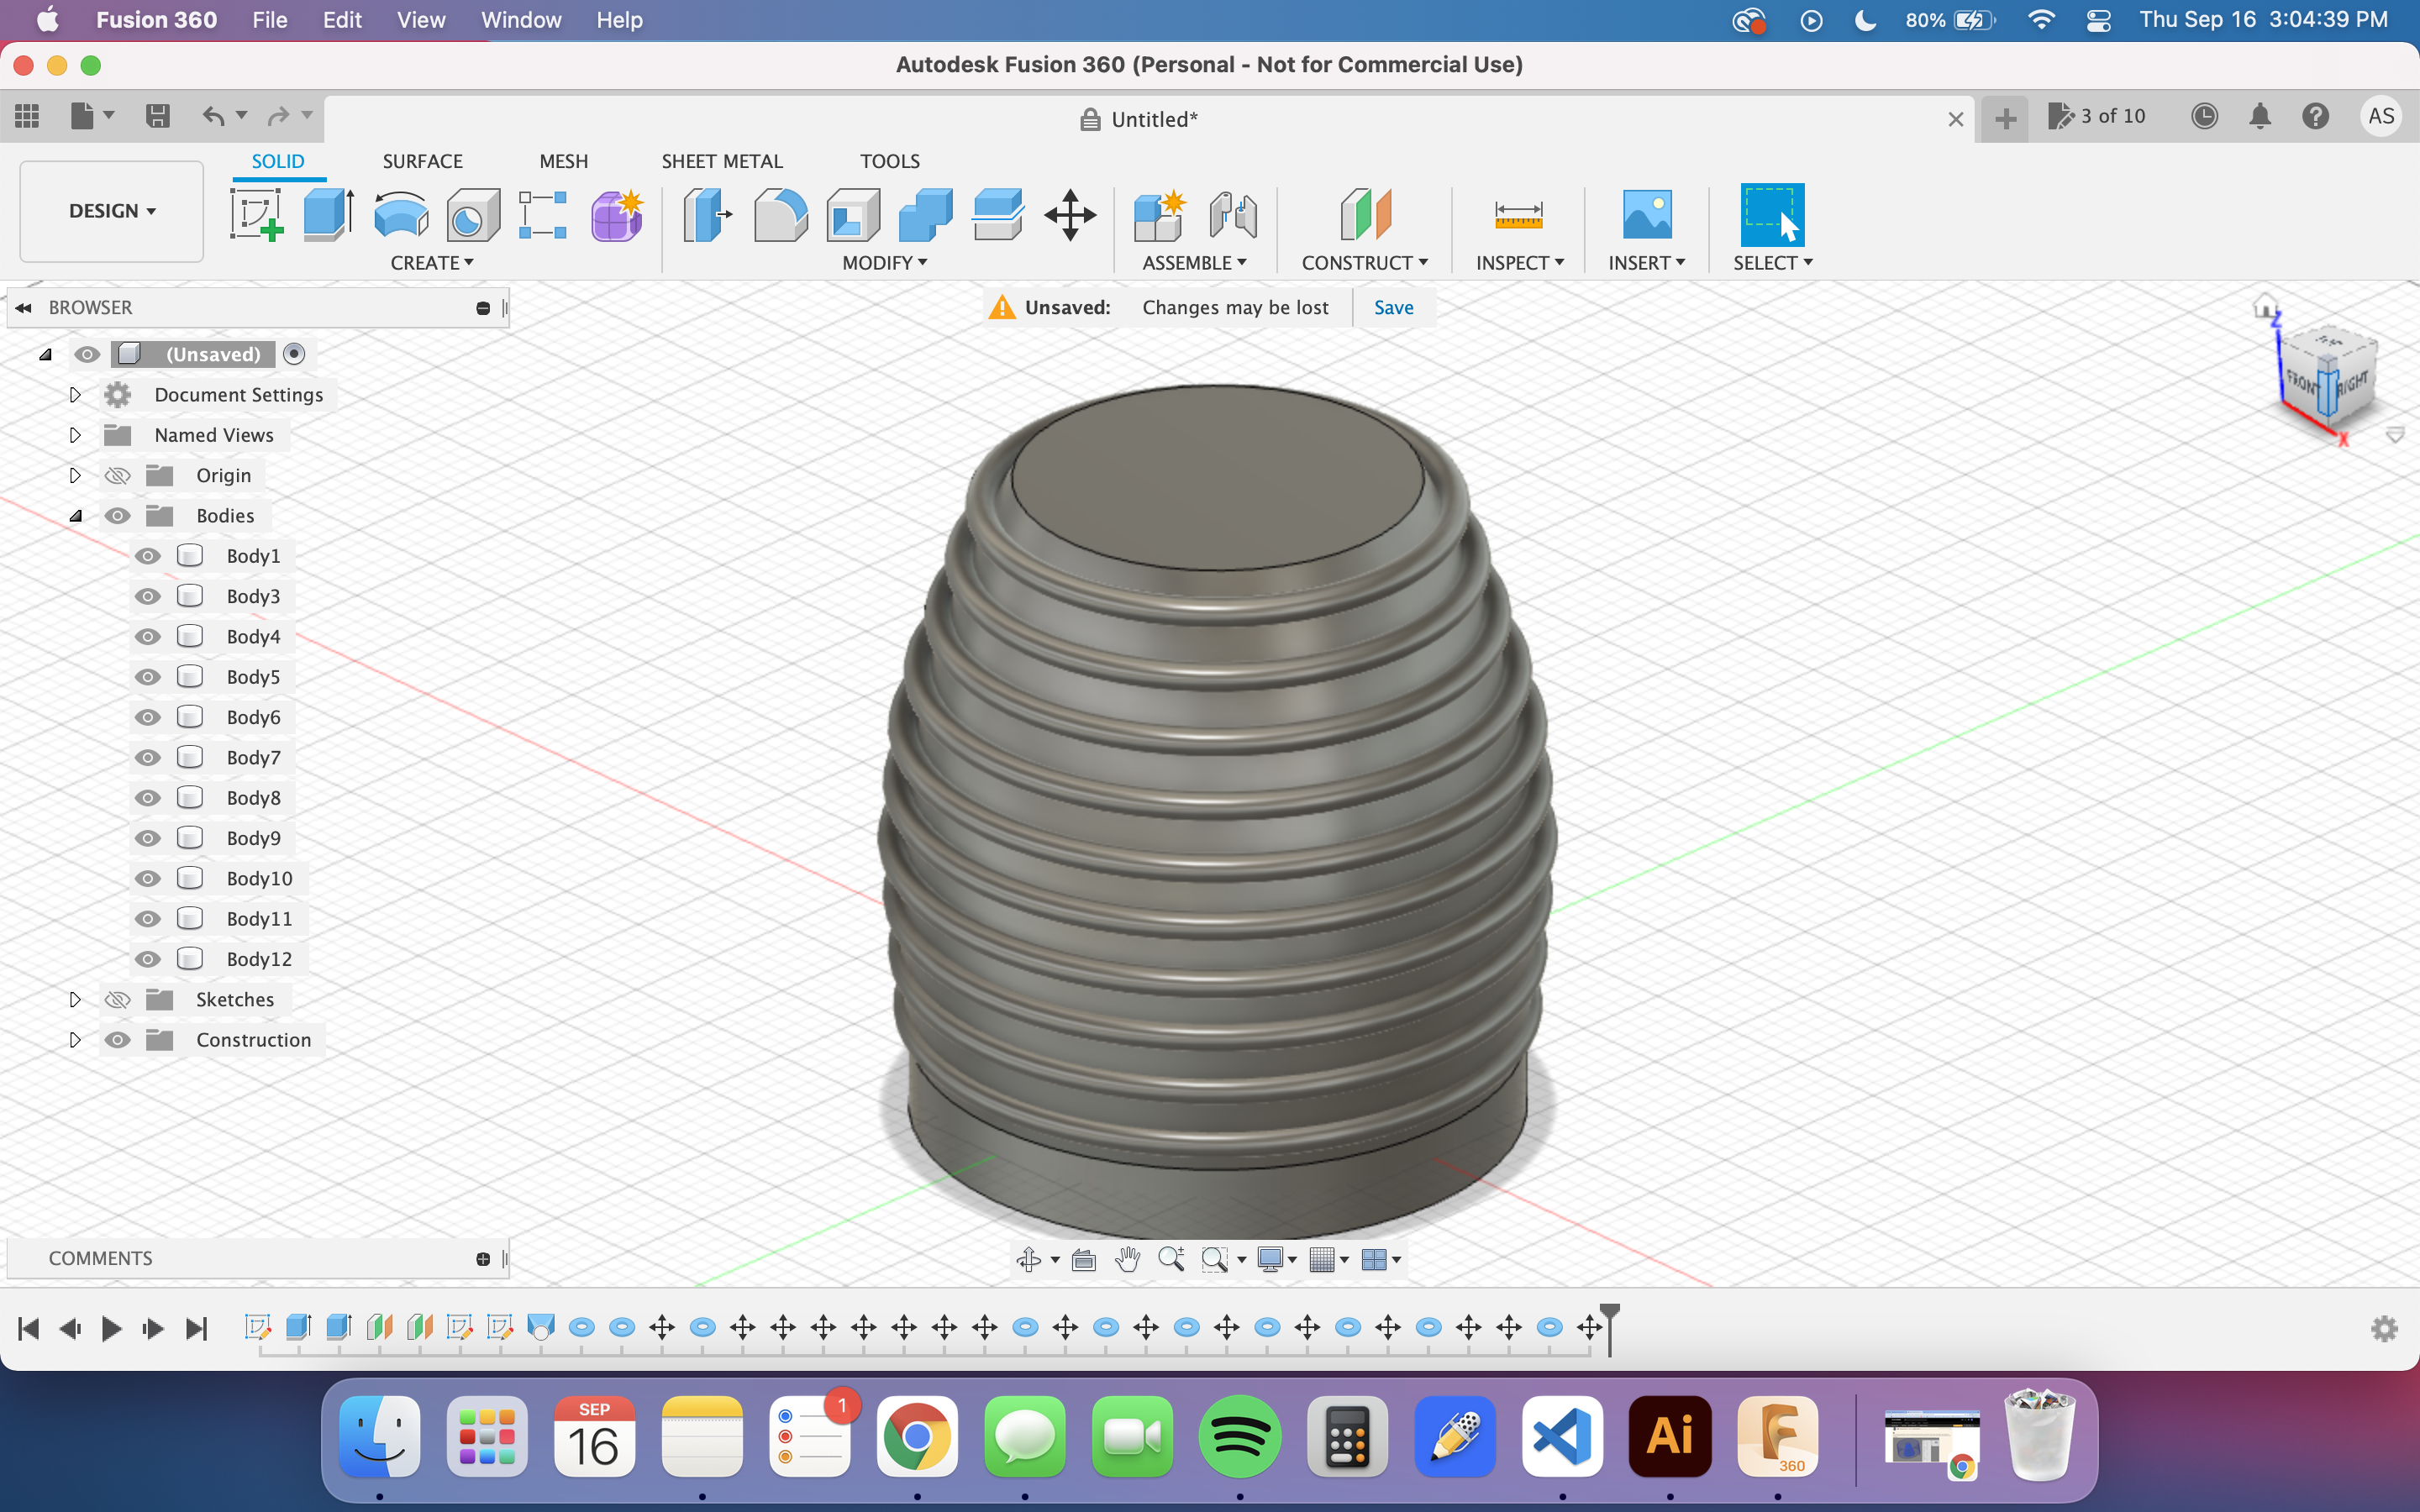 Fusion 360 File Edit View Window Help 80% Thu Sep 16 3:04:39 PM
Autodesk Fusion 360 (Personal - Not for Commercial Use)
Untitled* 3 of 10 AS
SOLID SURFACE MESH SHEET METAL TOOLS
DESIGN
CREATE MODIFY ASSEMBLE CONSTRUCT INSPECT INSERT SELECT
BROWSER
Unsaved: Changes may be lost Save
(Unsaved)
Document Settings
Named Views
Origin
Bodies
Body1
Body3
Body4
Body5
Body6
Body7
Body8
Body9
Body10
Body11
Body12
Sketches
Construction
Z
FRONT RIGHT
X
COMMENTS
SEP
16
1
Ai
360